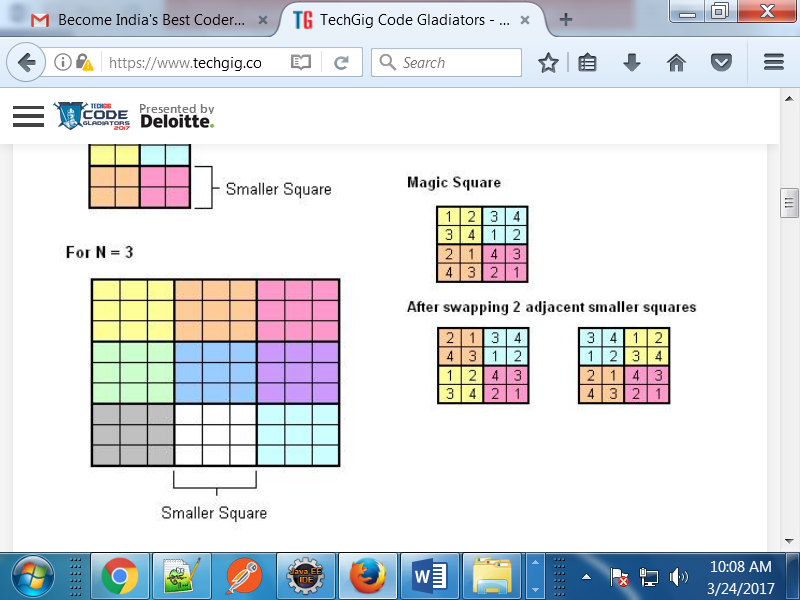 Become India's Best Coder...
TechGig Code Gladiators - ...
https://www.techgig.co
Search
TECHGIG
CODE
GLADIATORS
2017
Presented by
Deloitte.
Smaller Square
For N = 3
Smaller Square
Magic Square
1 2 3 4
3 4 1 2
2 1 4 3
4 3 2 1
After swapping 2 adjacent smaller squares
2 1 3 4
4 3 1 2
1 2 4 3
3 4 2 1
3 4 1 2
1 2 3 4
2 1 4 3
4 3 2 1
Java EE
IDE
10:08 AM
3/24/2017